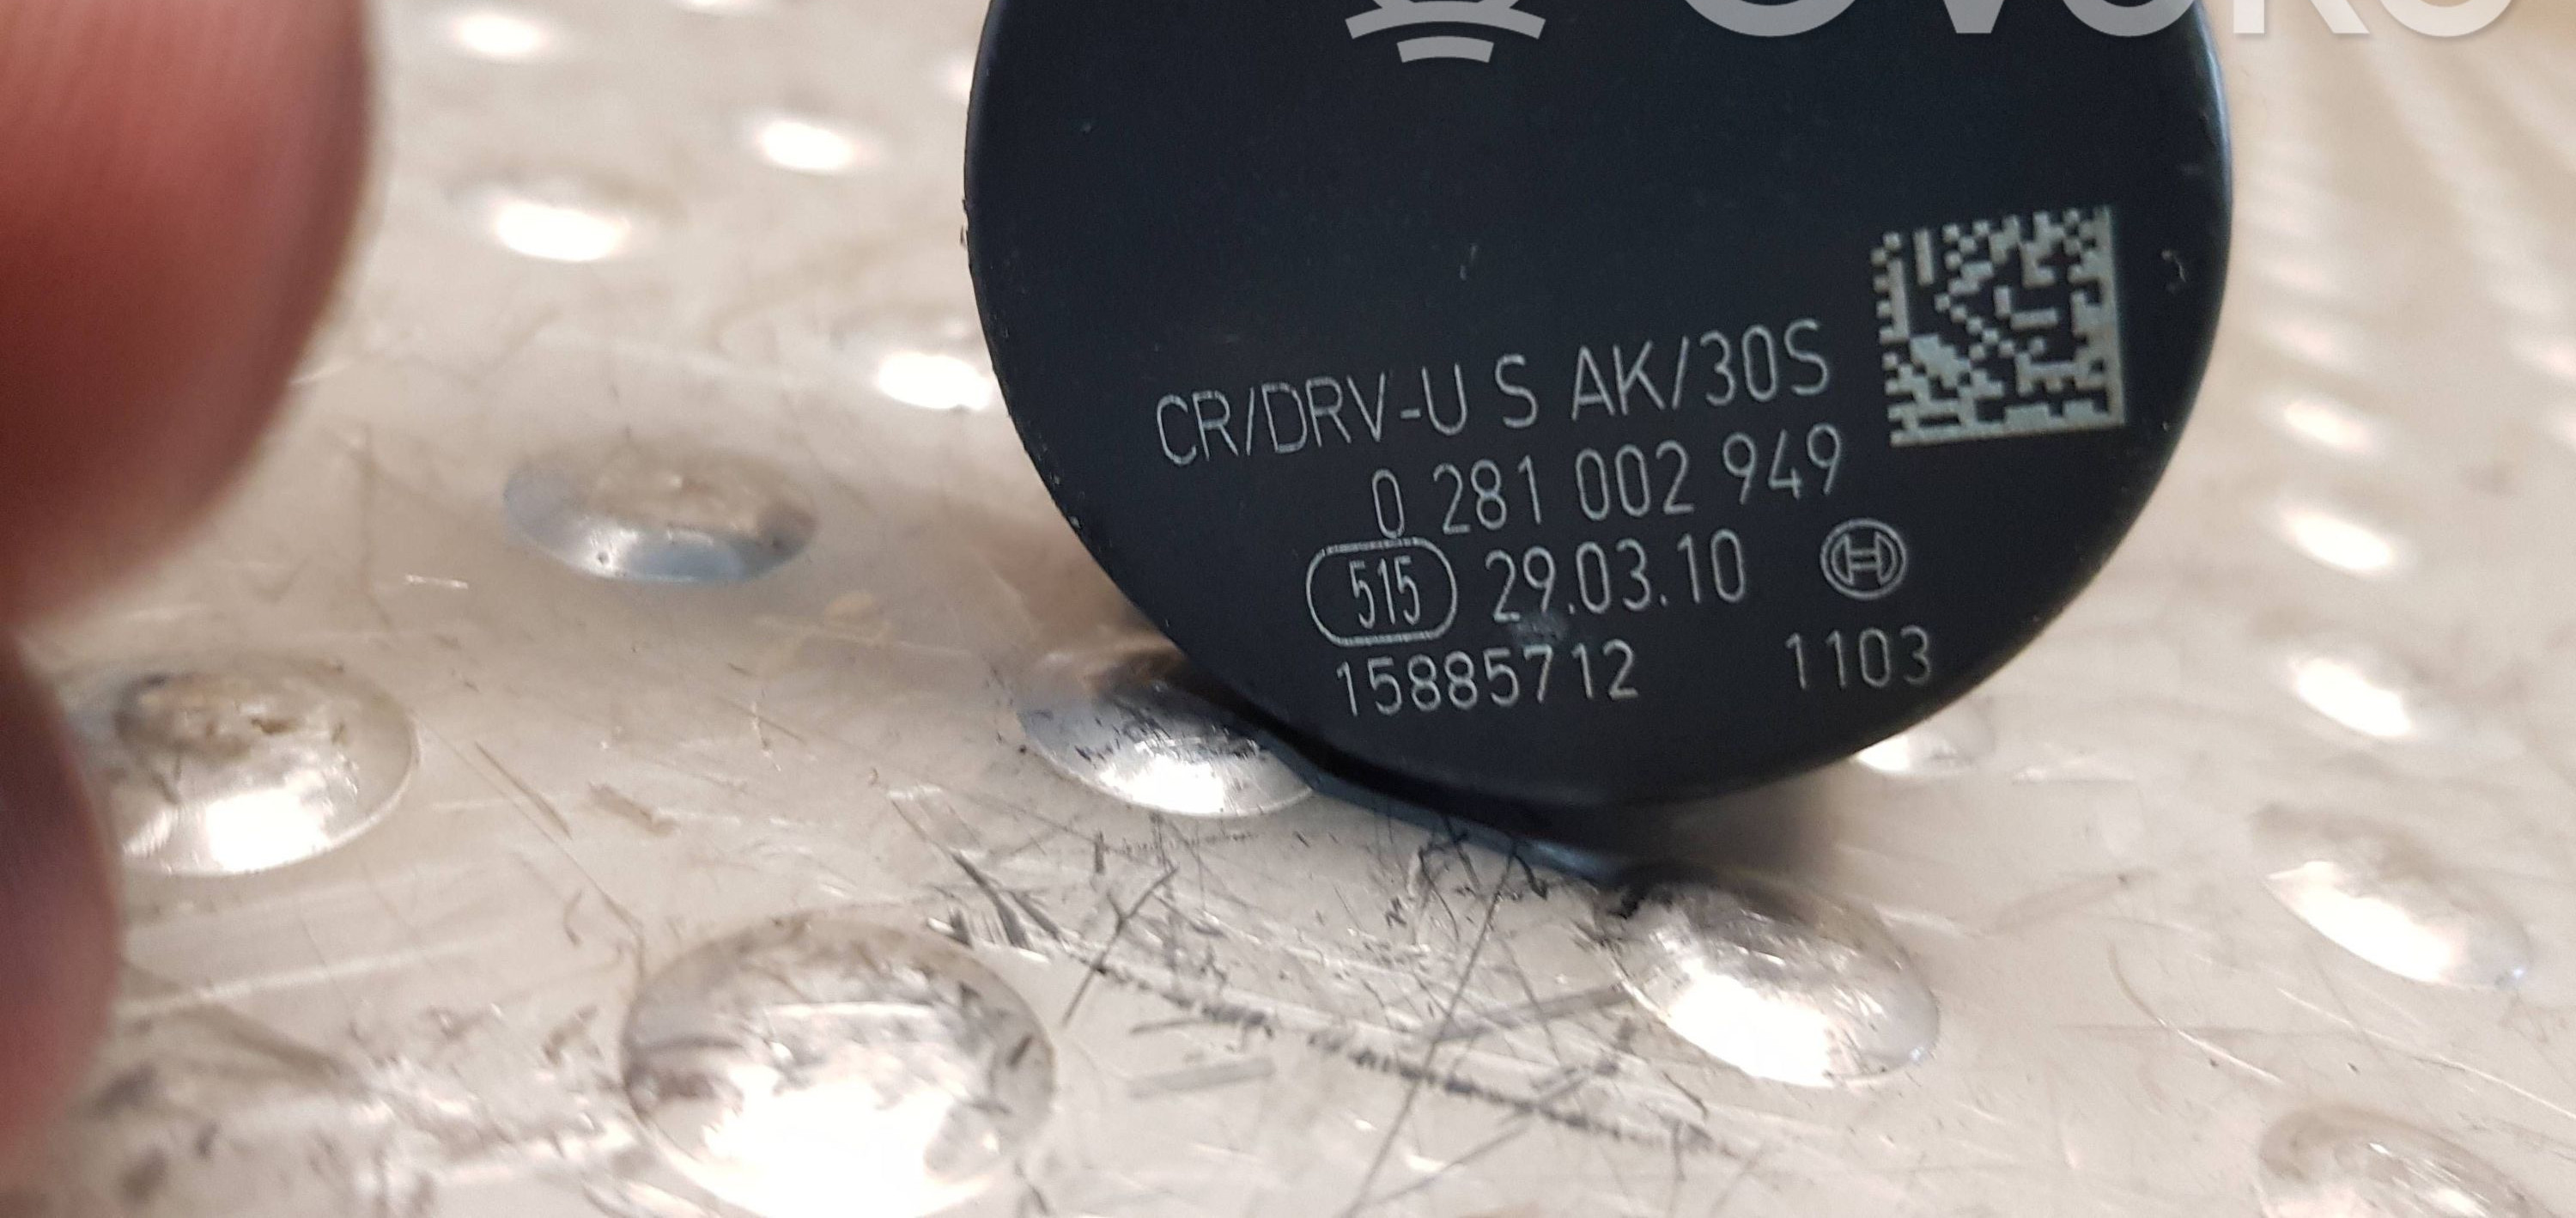 CR/DRV-U S AK/30S
0 281 002 949
515 29.03.10
15885712 1103